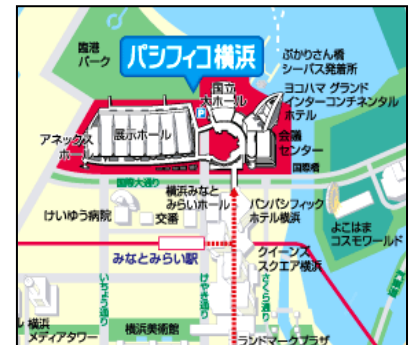 臨港
パーク
パシフィコ横浜
ぷかりさん橋
シーバス発着所
国立
大ホール
ヨコハマ グランド
インターコンチネンタル
ホテル
アネックス
ホール
展示ホール
会議
センター
国際橋
国際大通り
横浜みなと
みらいホール
パンパシフィック
ホテル横浜
けいゆう病院
交番
よこはま
コスモワールド
みなとみらい駅
クイーンズ
スクエア横浜
いちょう通り
けやき通り
さくら通り
横浜
メディアタワー
横浜美術館
ランドマークプラザ